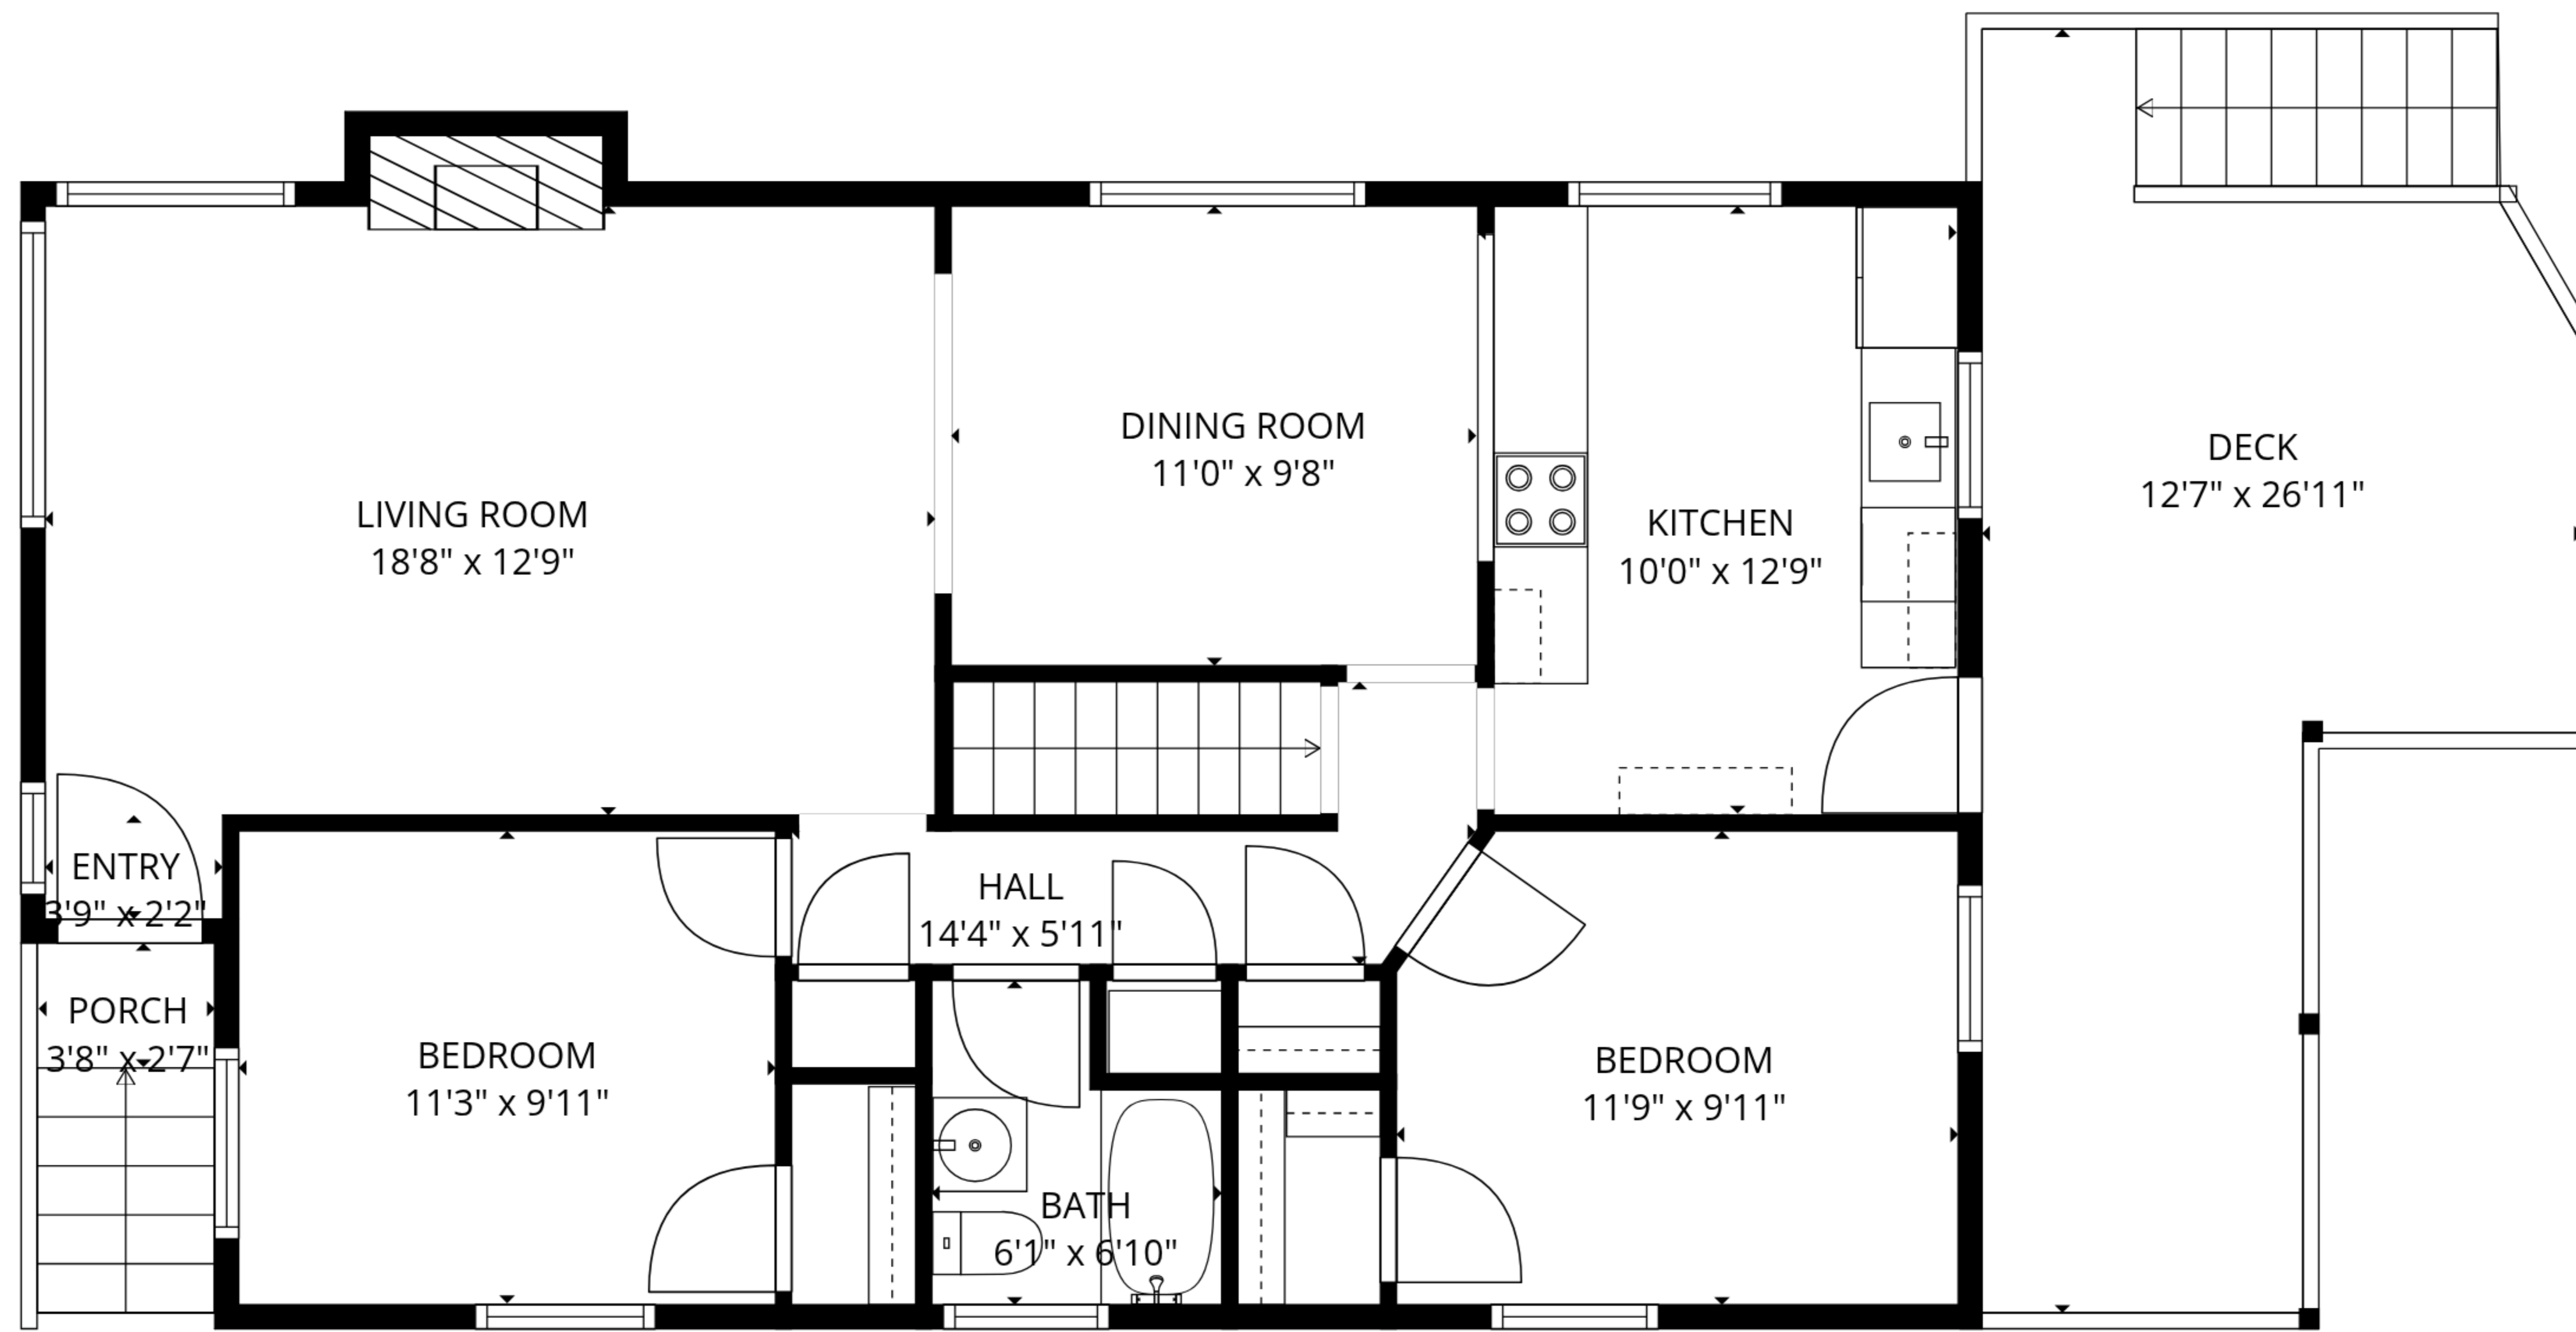 DINING ROOM
11'0" x 9'8"
DECK
12'7" x 26'11"
LIVING ROOM
18'8" x 12'9"
KITCHEN
10'0" x 12'9"
ENTRY
3'9" x 2'2"
HALL
14'4" x 5'11"
PORCH
3'8" x 2'7"
BEDROOM
11'3" x 9'11"
BEDROOM
11'9" x 9'11"
BATH
6'1" x 6'10"